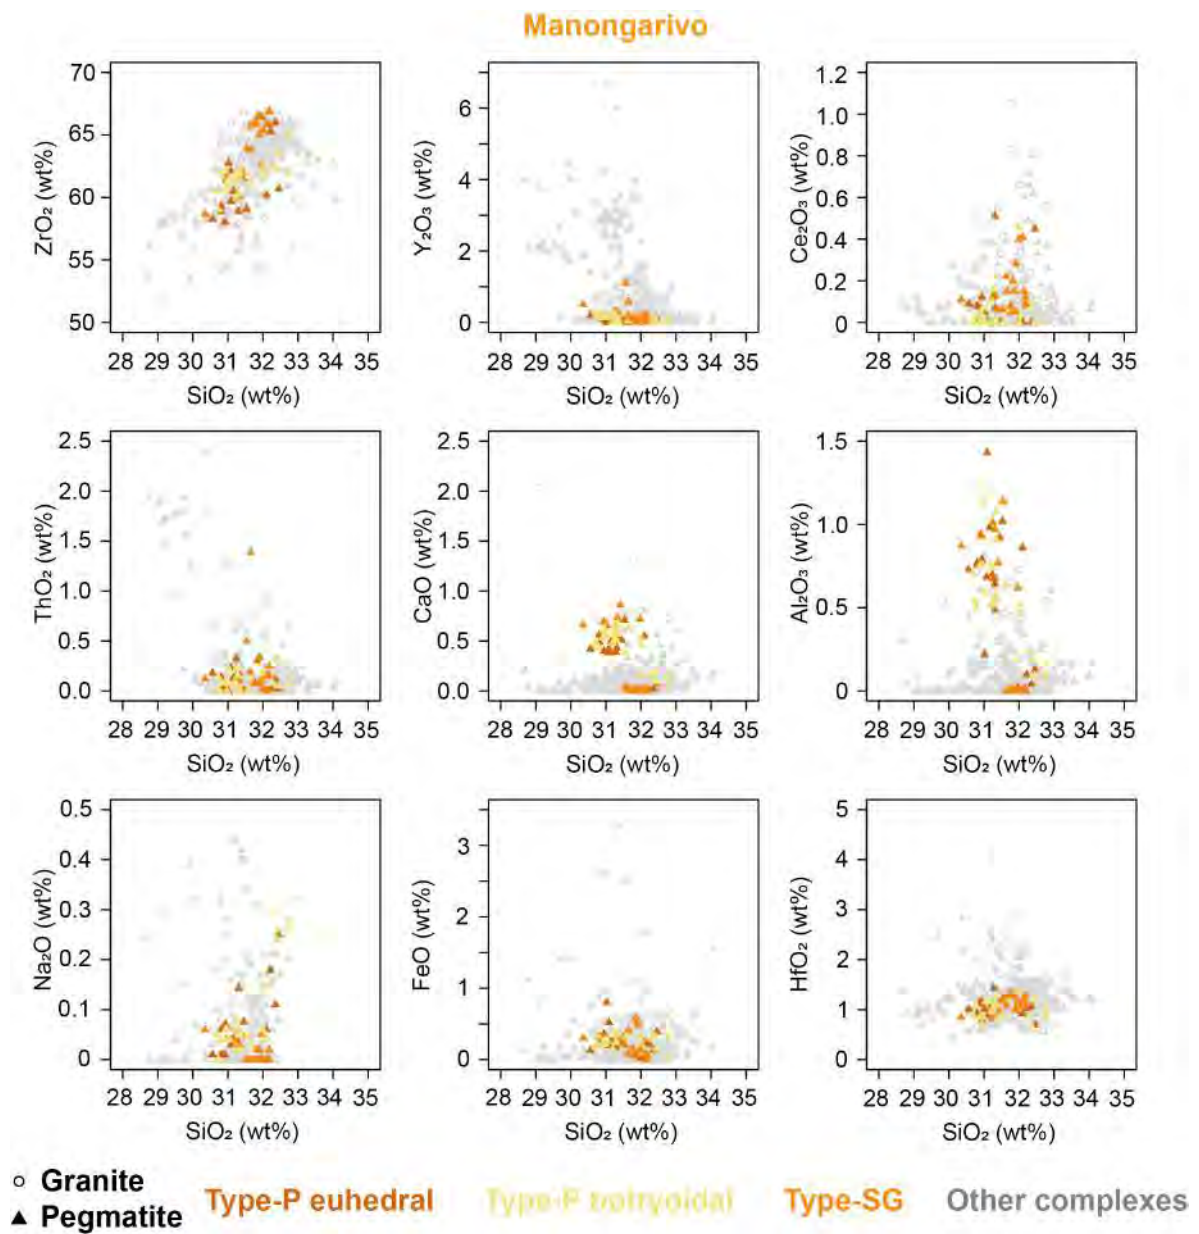 Manongarivo
70
65
60
55
50
ZrO₂ (wt%)
28 29 30 31 32 33 34 35
SiO₂ (wt%)
6
4
2
0
Y₂O₃ (wt%)
28 29 30 31 32 33 34 35
SiO₂ (wt%)
1.2
1.0
0.8
0.6
0.4
0.2
0
Ce₂O₃ (wt%)
28 29 30 31 32 33 34 35
SiO₂ (wt%)
2.5
2.0
1.5
1.0
0.5
0.0
ThO₂ (wt%)
28 29 30 31 32 33 34 35
SiO₂ (wt%)
2.5
2.0
1.5
1.0
0.5
0.0
CaO (wt%)
28 29 30 31 32 33 34 35
SiO₂ (wt%)
1.5
1.0
0.5
0
Al₂O₃ (wt%)
28 29 30 31 32 33 34 35
SiO₂ (wt%)
0.5
0.4
0.3
0.2
0.1
0
Na₂O (wt%)
28 29 30 31 32 33 34 35
SiO₂ (wt%)
3
2
1
0
FeO (wt%)
28 29 30 31 32 33 34 35
SiO₂ (wt%)
5
4
3
2
1
0
HfO₂ (wt%)
28 29 30 31 32 33 34 35
SiO₂ (wt%)
Granite
Pegmatite
Type-P euhedral
Type-P botryoidal
Type-SG
Other complexes